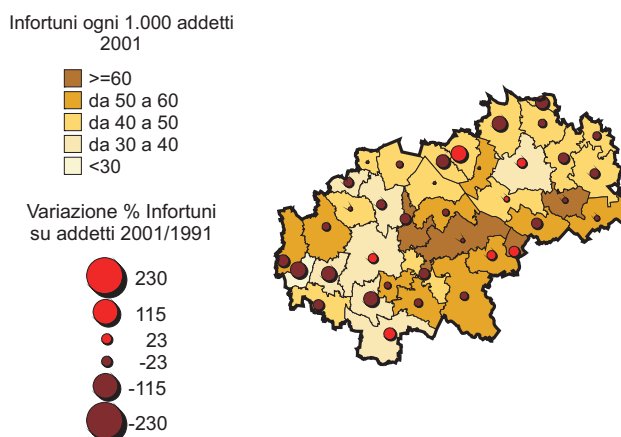 Infortuni ogni 1.000 addetti
2001
>=60
da 50 a 60
da 40 a 50
da 30 a 40
<30
Variazione % Infortuni
su addetti 2001/1991
230
115
23
-23
-115
-230